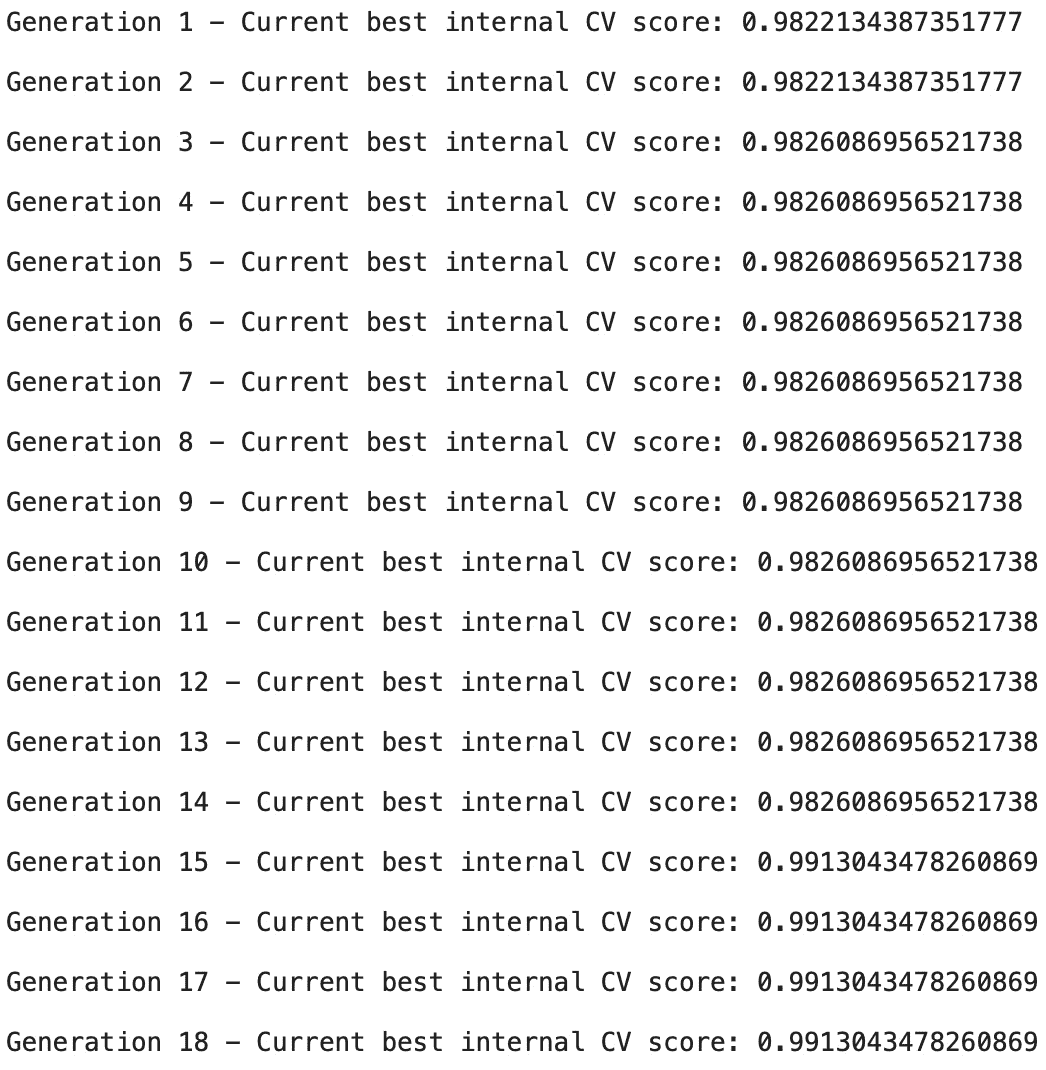 Generation 1 – Current best internal CV score: 0.9822134387351777
Generation 2 – Current best internal CV score: 0.9822134387351777
Generation 3 – Current best internal CV score: 0.9826086956521738
Generation 4 – Current best internal CV score: 0.9826086956521738
Generation 5 – Current best internal CV score: 0.9826086956521738
Generation 6 – Current best internal CV score: 0.9826086956521738
Generation 7 – Current best internal CV score: 0.9826086956521738
Generation 8 – Current best internal CV score: 0.9826086956521738
Generation 9 – Current best internal CV score: 0.9826086956521738
Generation 10 – Current best internal CV score: 0.9826086956521738
Generation 11 – Current best internal CV score: 0.9826086956521738
Generation 12 – Current best internal CV score: 0.9826086956521738
Generation 13 – Current best internal CV score: 0.9826086956521738
Generation 14 – Current best internal CV score: 0.9826086956521738
Generation 15 – Current best internal CV score: 0.9913043478260869
Generation 16 – Current best internal CV score: 0.9913043478260869
Generation 17 – Current best internal CV score: 0.9913043478260869
Generation 18 – Current best internal CV score: 0.9913043478260869